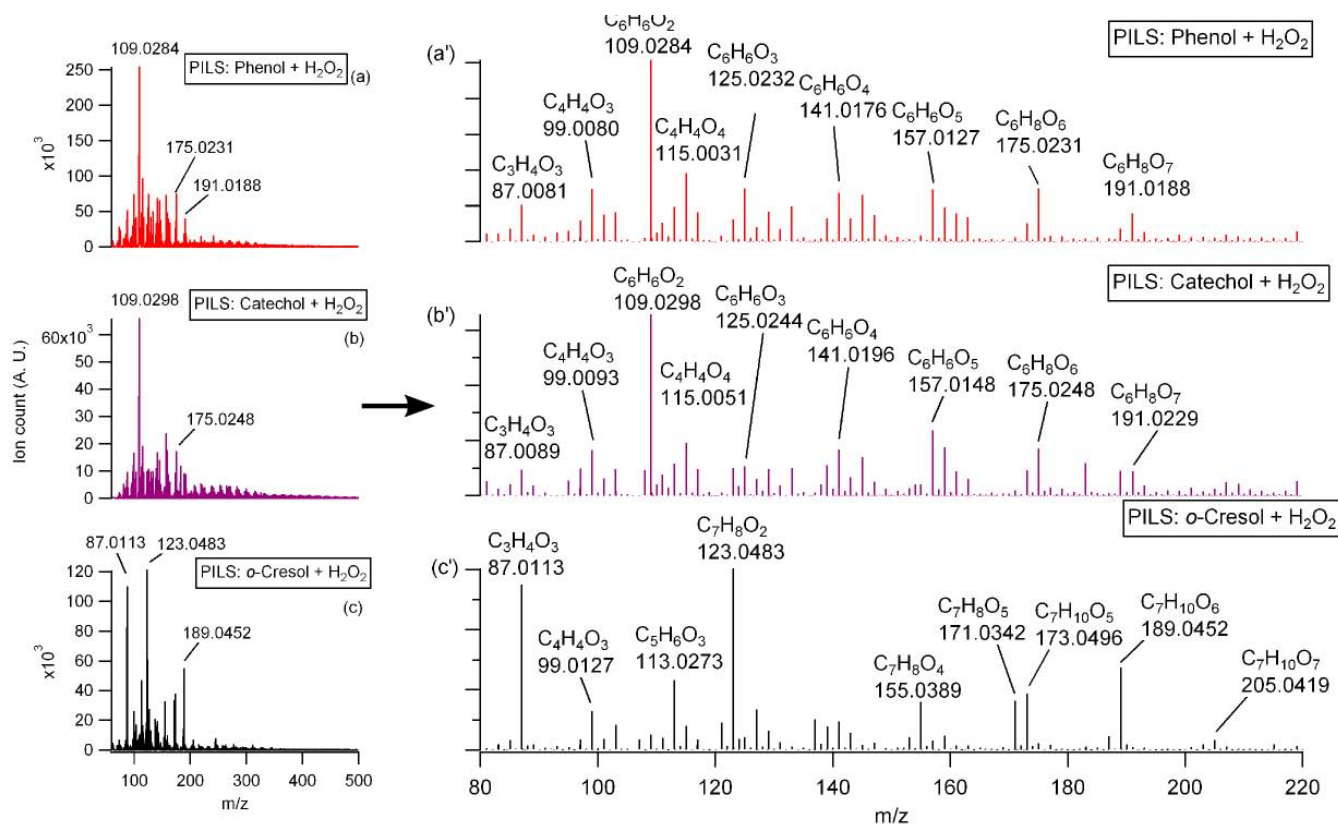 109.0284
PILS: Phenol + H₂O₂
(a)
175.0231
191.0188
250
200
150
100
50
0
x10³
(a')
PILS: Phenol + H₂O₂
C₆H₆O₂
109.0284
C₆H₆O₃
125.0232
C₆H₆O₄
141.0176
C₄H₄O₃
99.0080
C₄H₄O₄
115.0031
C₆H₆O₅
157.0127
C₆H₈O₆
175.0231
C₃H₄O₃
87.0081
C₆H₈O₇
191.0188
109.0298
PILS: Catechol + H₂O₂
(b)
175.0248
60x10³
50
40
30
20
10
0
Ion count (A. U.)
(b')
PILS: Catechol + H₂O₂
C₆H₆O₂
109.0298
C₆H₆O₃
125.0244
C₆H₆O₄
141.0196
C₄H₄O₃
99.0093
C₄H₄O₄
115.0051
C₆H₆O₅
157.0148
C₆H₈O₆
175.0248
C₆H₈O₇
191.0229
C₃H₄O₃
87.0089
87.0113
123.0483
PILS: o-Cresol + H₂O₂
(c)
189.0452
120
100
80
60
40
20
0
x10³
100
200
300
400
500
m/z
(c')
PILS: o-Cresol + H₂O₂
C₃H₄O₃
87.0113
C₇H₈O₂
123.0483
C₄H₄O₃
99.0127
C₅H₆O₃
113.0273
C₇H₈O₄
155.0389
C₇H₈O₅
171.0342
C₇H₁₀O₅
173.0496
C₇H₁₀O₆
189.0452
C₇H₁₀O₇
205.0419
80
100
120
140
160
180
200
220
m/z